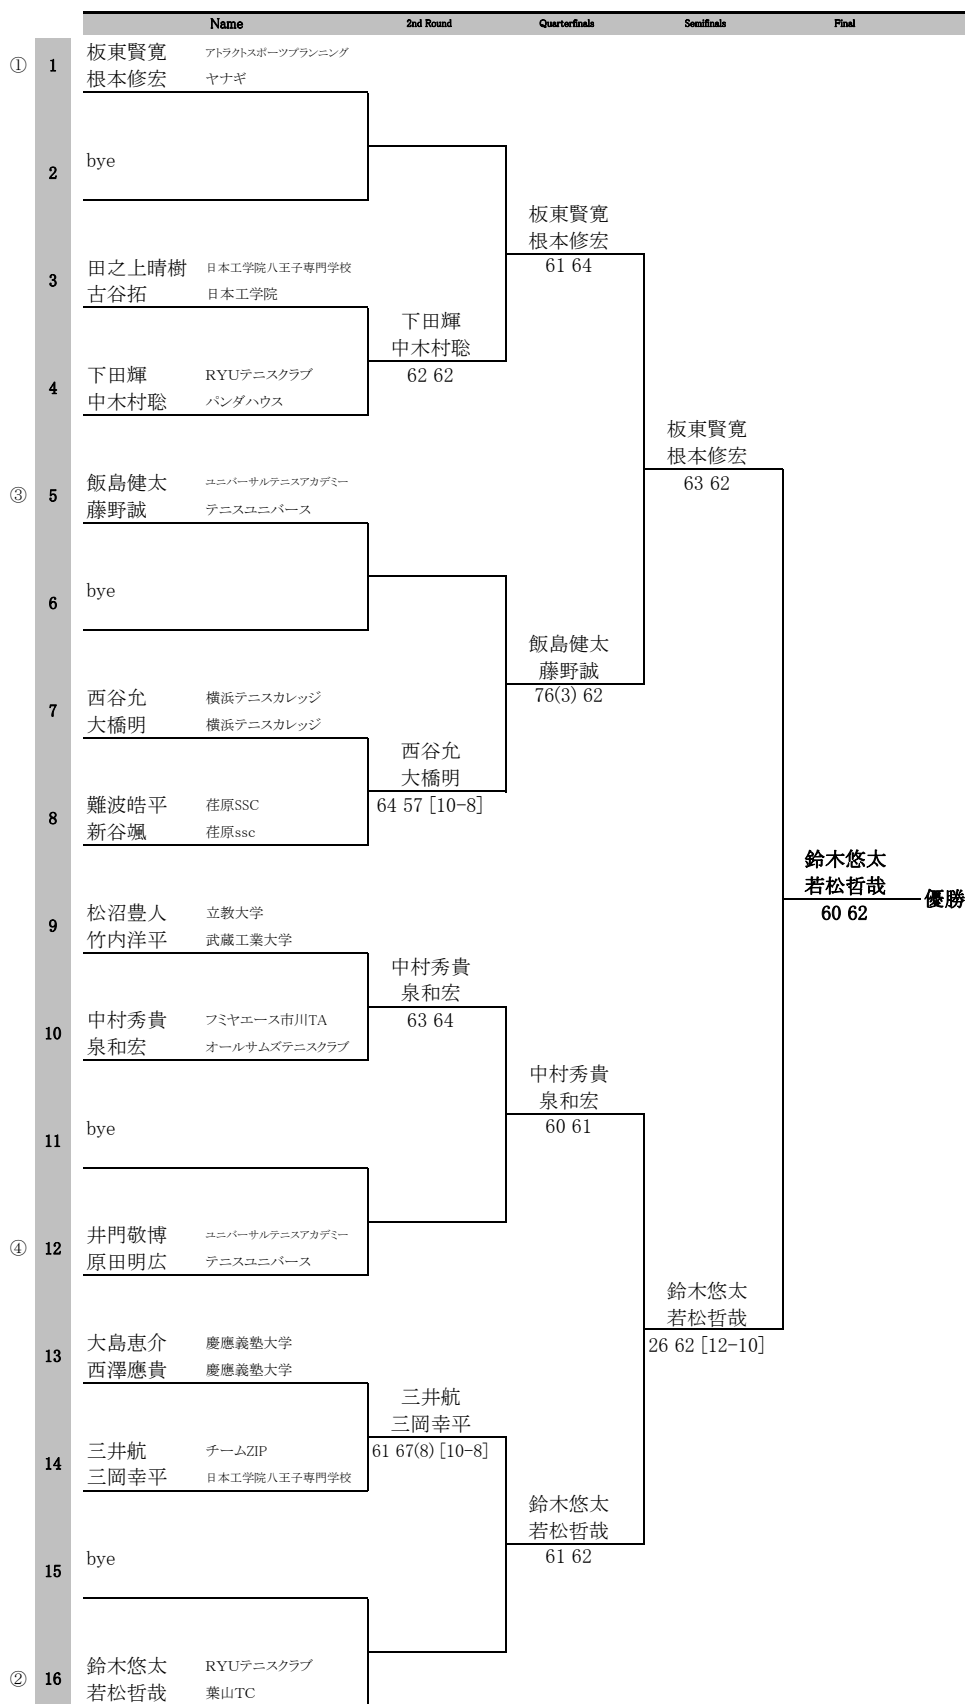 Name 2nd Round Quarterfinals Semifinals Final
板東賢寛 アトラクトスポーツプランニング
① 1
根本修宏 ヤナギ
bye
2
板東賢寛
根本修宏
61 64
田之上晴樹 日本工学院八王子専門学校
3
古谷拓 日本工学院
下田輝
中木村聡
62 62
下田輝 RYUテニスクラブ
4
中木村聡 パンダハウス
板東賢寛
根本修宏
63 62
飯島健太 ユニバーサルテニスアカデミー
③ 5
藤野誠 テニスユニバース
bye
6
飯島健太
藤野誠
76(3) 62
西谷允 横浜テニスカレッジ
7
大橋明 横浜テニスカレッジ
西谷允
大橋明
64 57 [10-8]
難波皓平 荏原SSC
8
新谷颯 荏原ssc
鈴木悠太
若松哲哉
優勝
60 62
松沼豊人 立教大学
9
竹内洋平 武蔵工業大学
中村秀貴
泉和宏
63 64
中村秀貴 フミヤエース市川TA
10
泉和宏 オールサムズテニスクラブ
中村秀貴
泉和宏
60 61
bye
11
井門敬博 ユニバーサルテニスアカデミー
④ 12
原田明広 テニスユニバース
鈴木悠太
若松哲哉
26 62 [12-10]
大島恵介 慶應義塾大学
13
西澤應貴 慶應義塾大学
三井航
三岡幸平
61 67(8) [10-8]
三井航 チームZIP
14
三岡幸平 日本工学院八王子専門学校
鈴木悠太
若松哲哉
61 62
bye
15
鈴木悠太 RYUテニスクラブ
② 16
若松哲哉 葉山TC